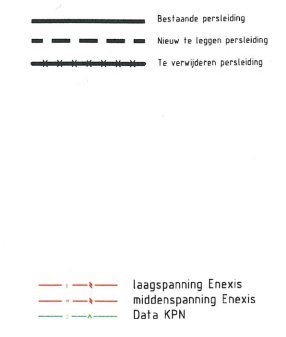 Bestaande persleiding
Nieuw te leggen persleiding
Te verwijderen persleiding
laagspanning Enexis
middenspanning Enexis
Data KPN